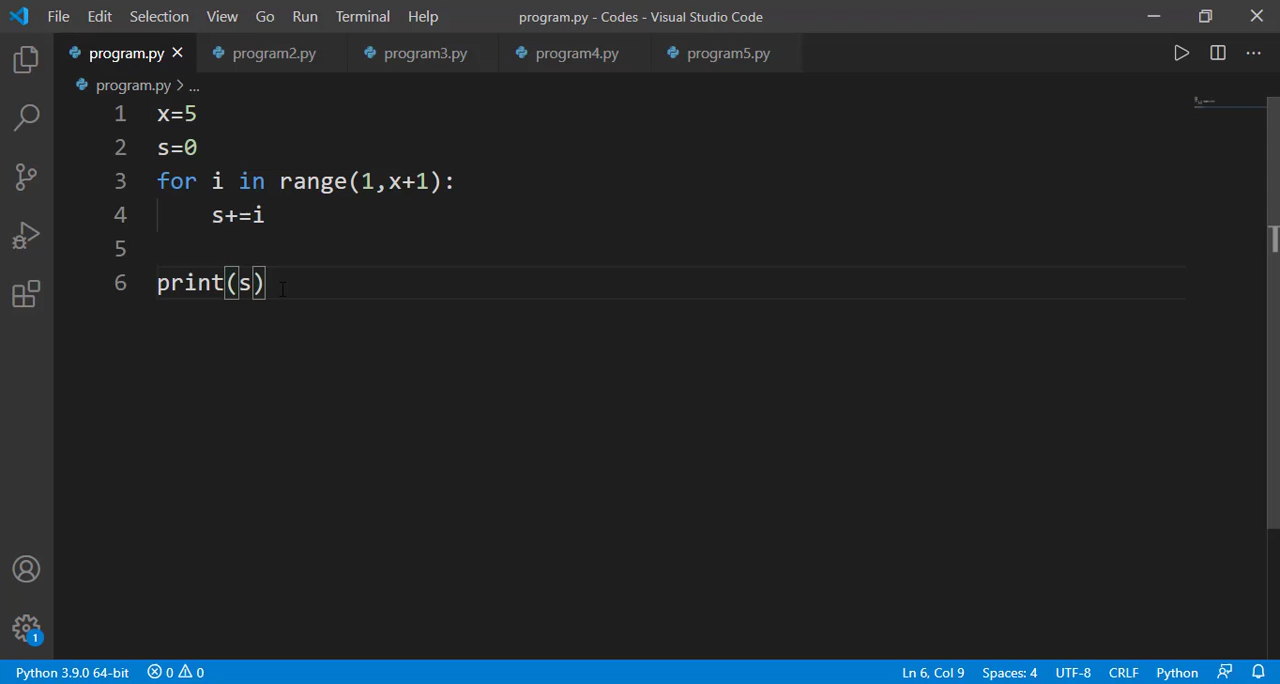 File Edit Selection View Go Run Terminal Help program.py - Codes - Visual Studio Code
program.py program2.py program3.py program4.py program5.py
program.py > ...
1 x=5
2 s=0
3 for i in range(1,x+1):
4     s+=i
5
6 print(s)
1
Python 3.9.0 64-bit 0 0 Ln 6, Col 9 Spaces: 4 UTF-8 CRLF Python